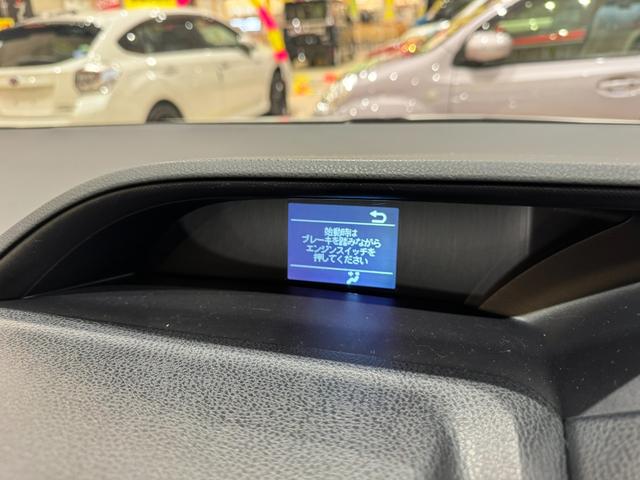 始動時は
ブレーキを踏みながら
エンジンスイッチを
押してください